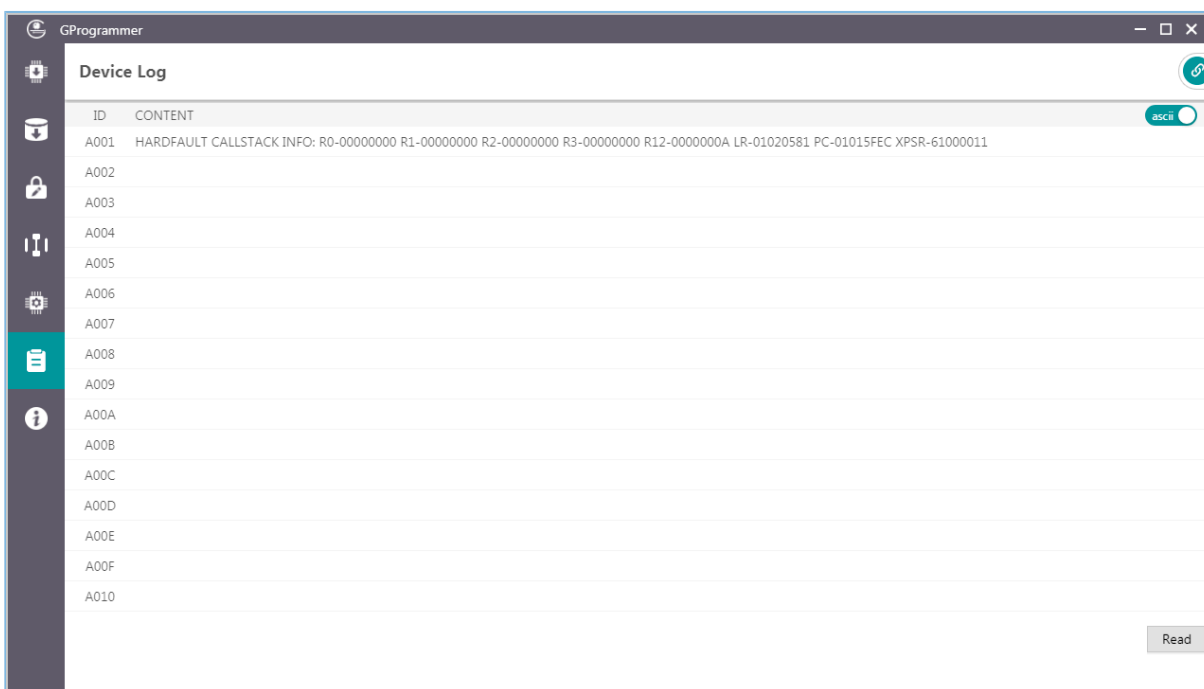 GProgrammer
Device Log
ID CONTENT ascii
A001 HARDFAULT CALLSTACK INFO: R0-00000000 R1-00000000 R2-00000000 R3-00000000 R12-0000000A LR-01020581 PC-01015FEC XPSR-61000011
A002
A003
A004
A005
A006
A007
A008
A009
A00A
A00B
A00C
A00D
A00E
A00F
A010
Read